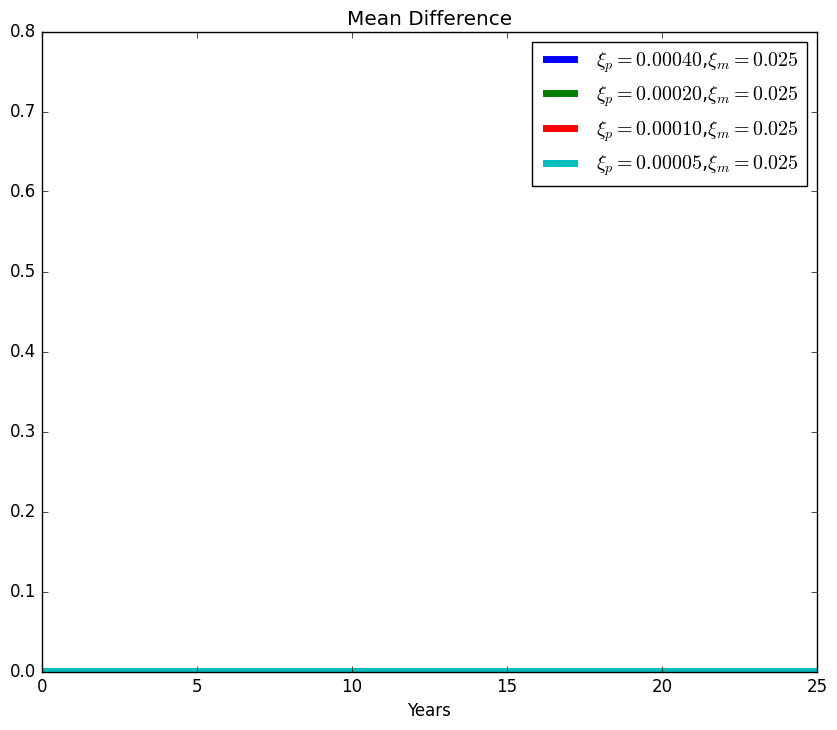 Mean Difference
0.8
0.7
0.6
0.5
0.4
0.3
0.2
0.1
0.0
ξ_p = 0.00040,ξ_m = 0.025
ξ_p = 0.00020,ξ_m = 0.025
ξ_p = 0.00010,ξ_m = 0.025
ξ_p = 0.00005,ξ_m = 0.025
0 5 10 15 20 25
Years